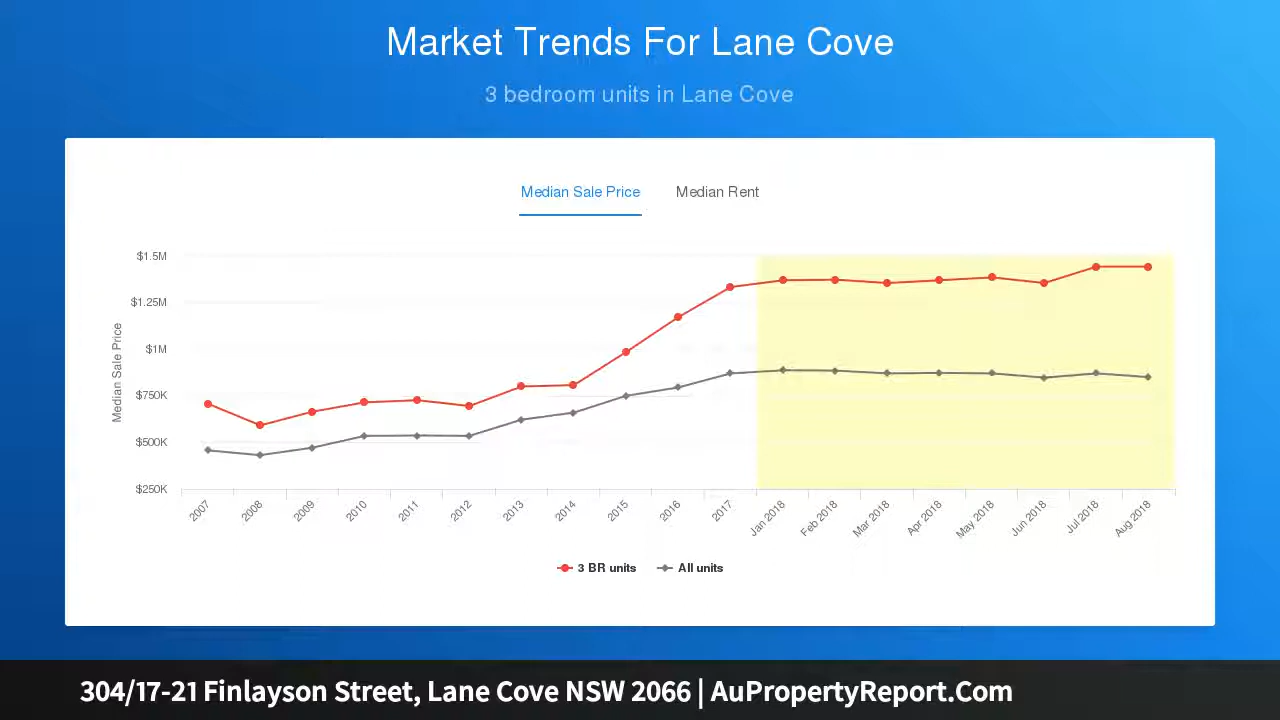 Market Trends For Lane Cove
3 bedroom units in Lane Cove
Median Sale Price Median Rent
Median Sale Price
$1.5M
$1.25M
$1M
$750K
$500K
$250K
2007 2008 2009 2010 2011 2012 2013 2014 2015 2016 2017 Jan 2018 Feb 2018 Mar 2018 Apr 2018 May 2018 Jun 2018 Jul 2018 Aug 2018
3 BR units All units
304/17-21 Finlayson Street, Lane Cove NSW 2066 | AuPropertyReport.Com